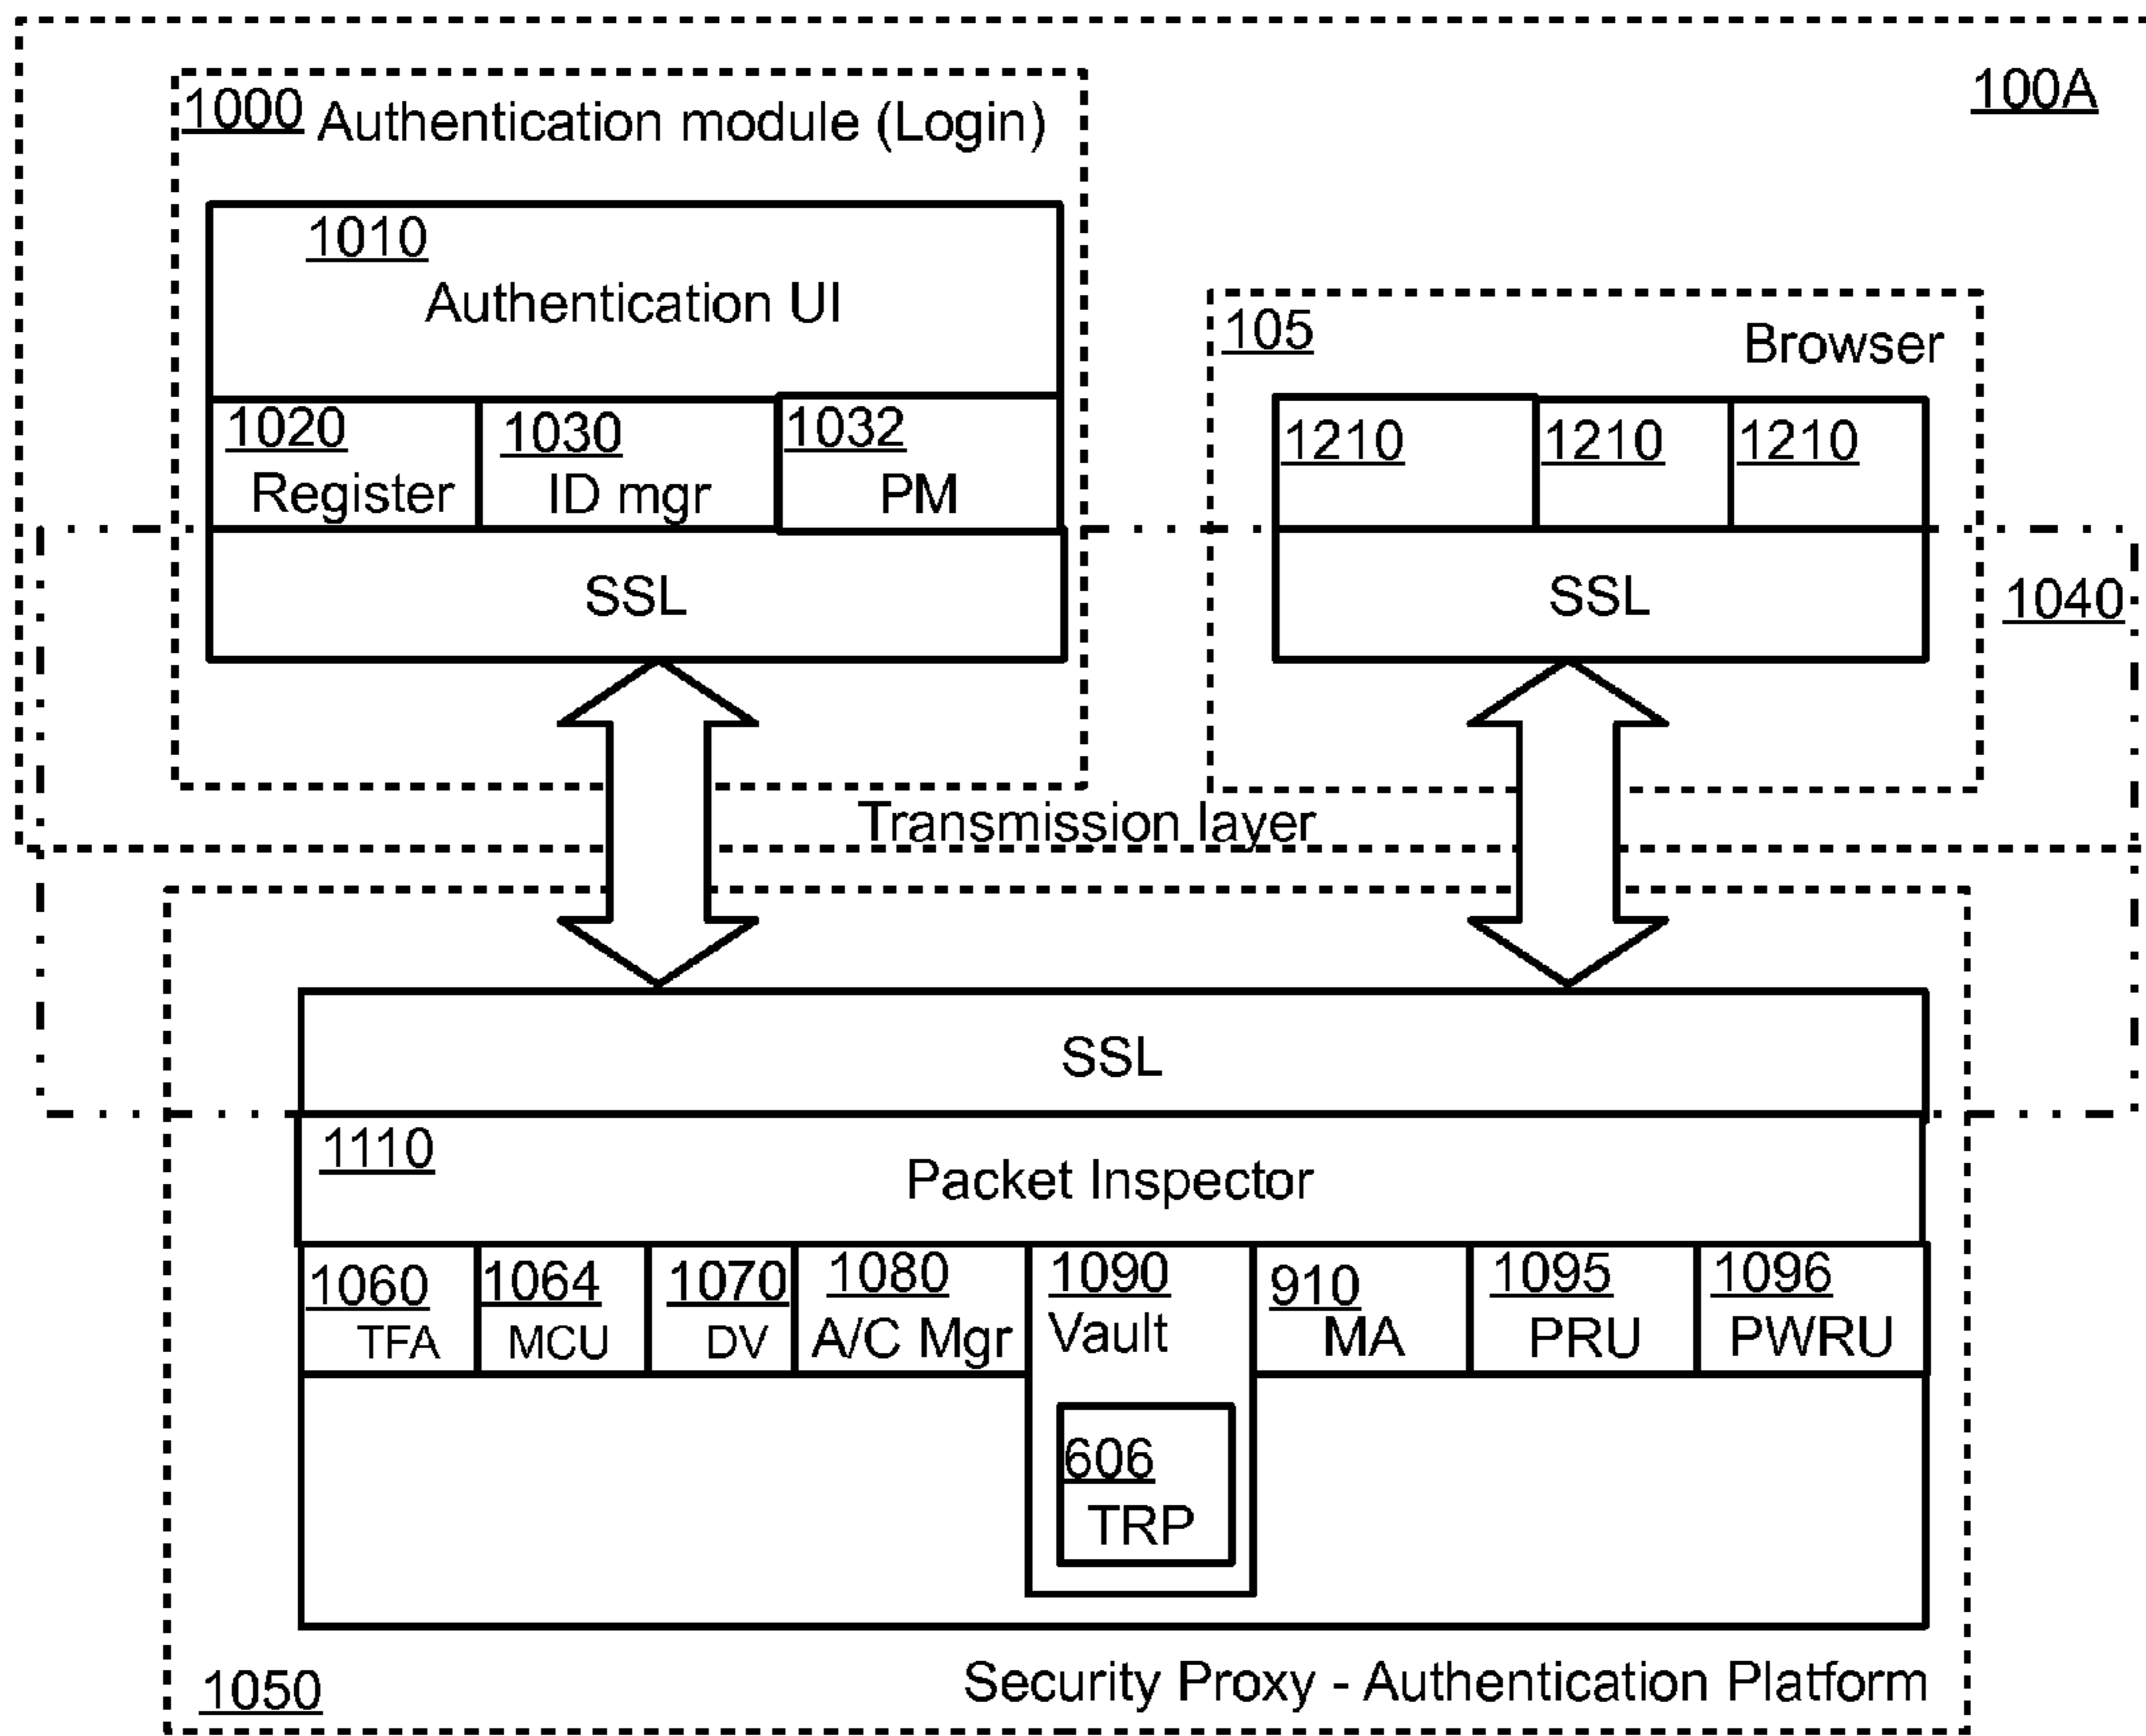 100A
1000 Authentication module (Login)
1010
Authentication UI
1020 1030 1032
Register ID mgr PM
SSL
105
Browser
1210 1210 1210
SSL
1040
Transmission layer
SSL
1110
Packet Inspector
1060 1064 1070 1080 1090 910 1095 1096
TFA MCU DV A/C Mgr Vault MA PRU PWRU
606
TRP
1050
Security Proxy - Authentication Platform